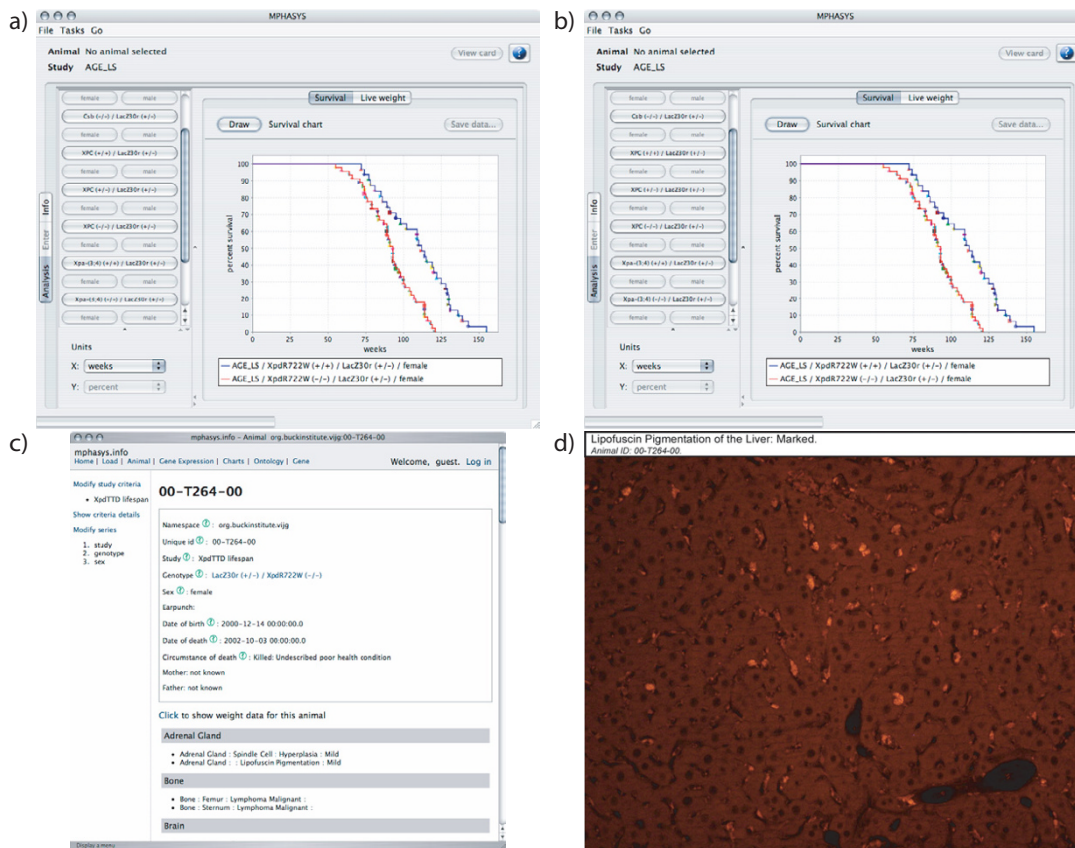 a)
MPHASYS
File Tasks Go
Animal No animal selected
View card
?
Study AGE_LS
female male
Csb (-/-) / LacZ30r (+/-)
female male
XPC (+/+) / LacZ30r (+/-)
female male
XPC (+/-) / LacZ30r (+/-)
female male
XPC (-/-) / LacZ30r (+/-)
female male
Xpa-(3;4) (+/+) / LacZ30r (+/-)
female male
Xpa-(3;4) (-/-) / LacZ30r (+/-)
female male
Info
Enter
Analysis
Units
X: weeks
Y: percent
Survival Live weight
Draw Survival chart Save data...
percent survival
100
90
80
70
60
50
40
30
20
10
0
0 25 50 75 100 125 150
weeks
AGE_LS / XpdR722W (+/+) / LacZ30r (+/-) / female
AGE_LS / XpdR722W (-/-) / LacZ30r (+/-) / female
b)
MPHASYS
File Tasks Go
Animal No animal selected
View card
?
Study AGE_LS
female male
Csb (-/-) / LacZ30r (+/-)
female male
XPC (+/+) / LacZ30r (+/-)
female male
XPC (+/-) / LacZ30r (+/-)
female male
XPC (-/-) / LacZ30r (+/-)
female male
Xpa-(3;4) (+/+) / LacZ30r (+/-)
female male
Xpa-(3;4) (-/-) / LacZ30r (+/-)
female male
Info
Enter
Analysis
Units
X: weeks
Y: percent
Survival Live weight
Draw Survival chart Save data...
percent survival
100
90
80
70
60
50
40
30
20
10
0
0 25 50 75 100 125 150
weeks
AGE_LS / XpdR722W (+/+) / LacZ30r (+/-) / female
AGE_LS / XpdR722W (-/-) / LacZ30r (+/-) / female
c)
mphasys.info - Animal org.buckinstitute.vijg:00-T264-00
mphasys.info
Home | Load | Animal | Gene Expression | Charts | Ontology | Gene
Welcome, guest. Log in
Modify study criteria
• XpdTTD lifespan
Show criteria details
Modify series
1. study
2. genotype
3. sex
00-T264-00
Namespace ? : org.buckinstitute.vijg
Unique id ? : 00-T264-00
Study ? : XpdTTD lifespan
Genotype ? : LacZ30r (+/-) / XpdR722W (-/-)
Sex ? : female
Earpunch:
Date of birth ? : 2000-12-14 00:00:00.0
Date of death ? : 2002-10-03 00:00:00.0
Circumstance of death ? : Killed: Undescribed poor health condition
Mother: not known
Father: not known
Click to show weight data for this animal
Adrenal Gland
• Adrenal Gland : Spindle Cell : Hyperplasia : Mild
• Adrenal Gland : : Lipofuscin Pigmentation : Mild
Bone
• Bone : Femur : Lymphoma Malignant :
• Bone : Sternum : Lymphoma Malignant :
Brain
Display a menu
d)
Lipofuscin Pigmentation of the Liver: Marked.
Animal ID: 00-T264-00.